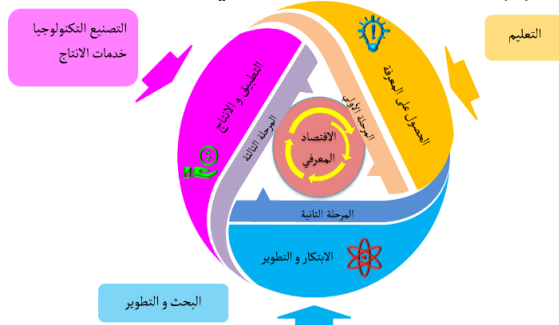 التعليم
الحصول على المعرفة
المرحلة الأولى
الاقتصاد
المعرفي
المرحلة الثانية
الابتكار و التطوير
البحث و التطوير
المرحلة الثالثة
التطبيق و الانتاج
التصنيع التكنولوجيا
خدمات الانتاج